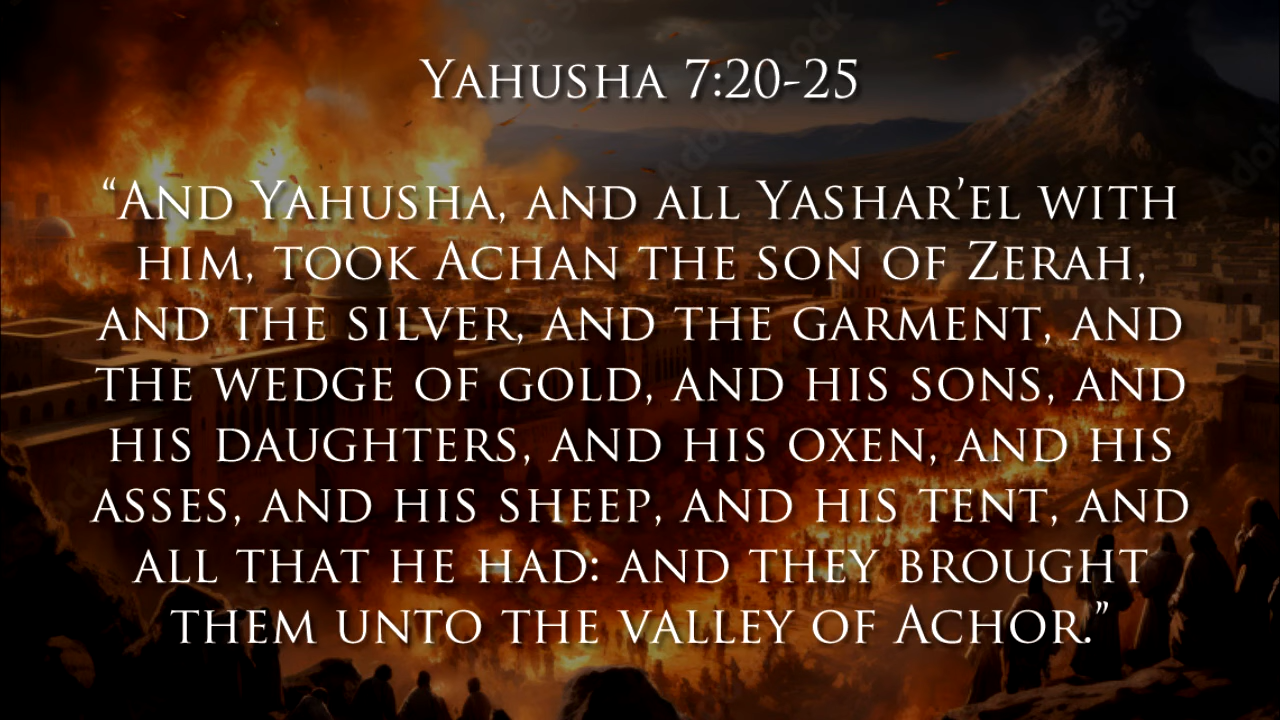 Yahusha 7:20-25
“And Yahusha, and all Yashar’el with
him, took Achan the son of Zerah,
and the silver, and the garment, and
the wedge of gold, and his sons, and
his daughters, and his oxen, and his
asses, and his sheep, and his tent, and
all that he had: and they brought
them unto the valley of Achor.”